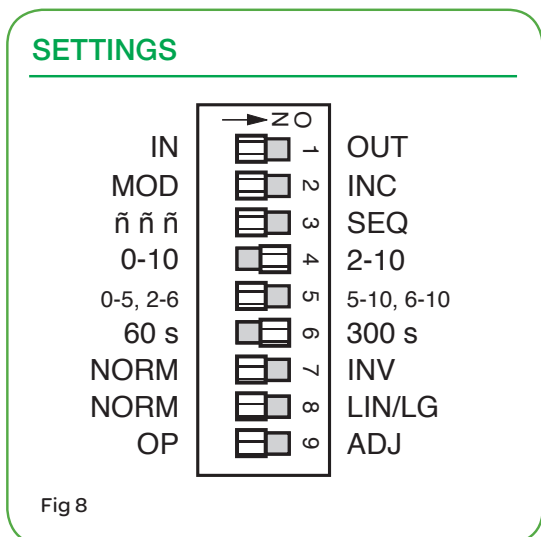 SETTINGS
ON
IN 1 OUT
MOD 2 INC
ñ ñ ñ 3 SEQ
0-10 4 2-10
0-5, 2-6 5 5-10, 6-10
60 s 6 300 s
NORM 7 INV
NORM 8 LIN/LG
OP 9 ADJ
Fig 8